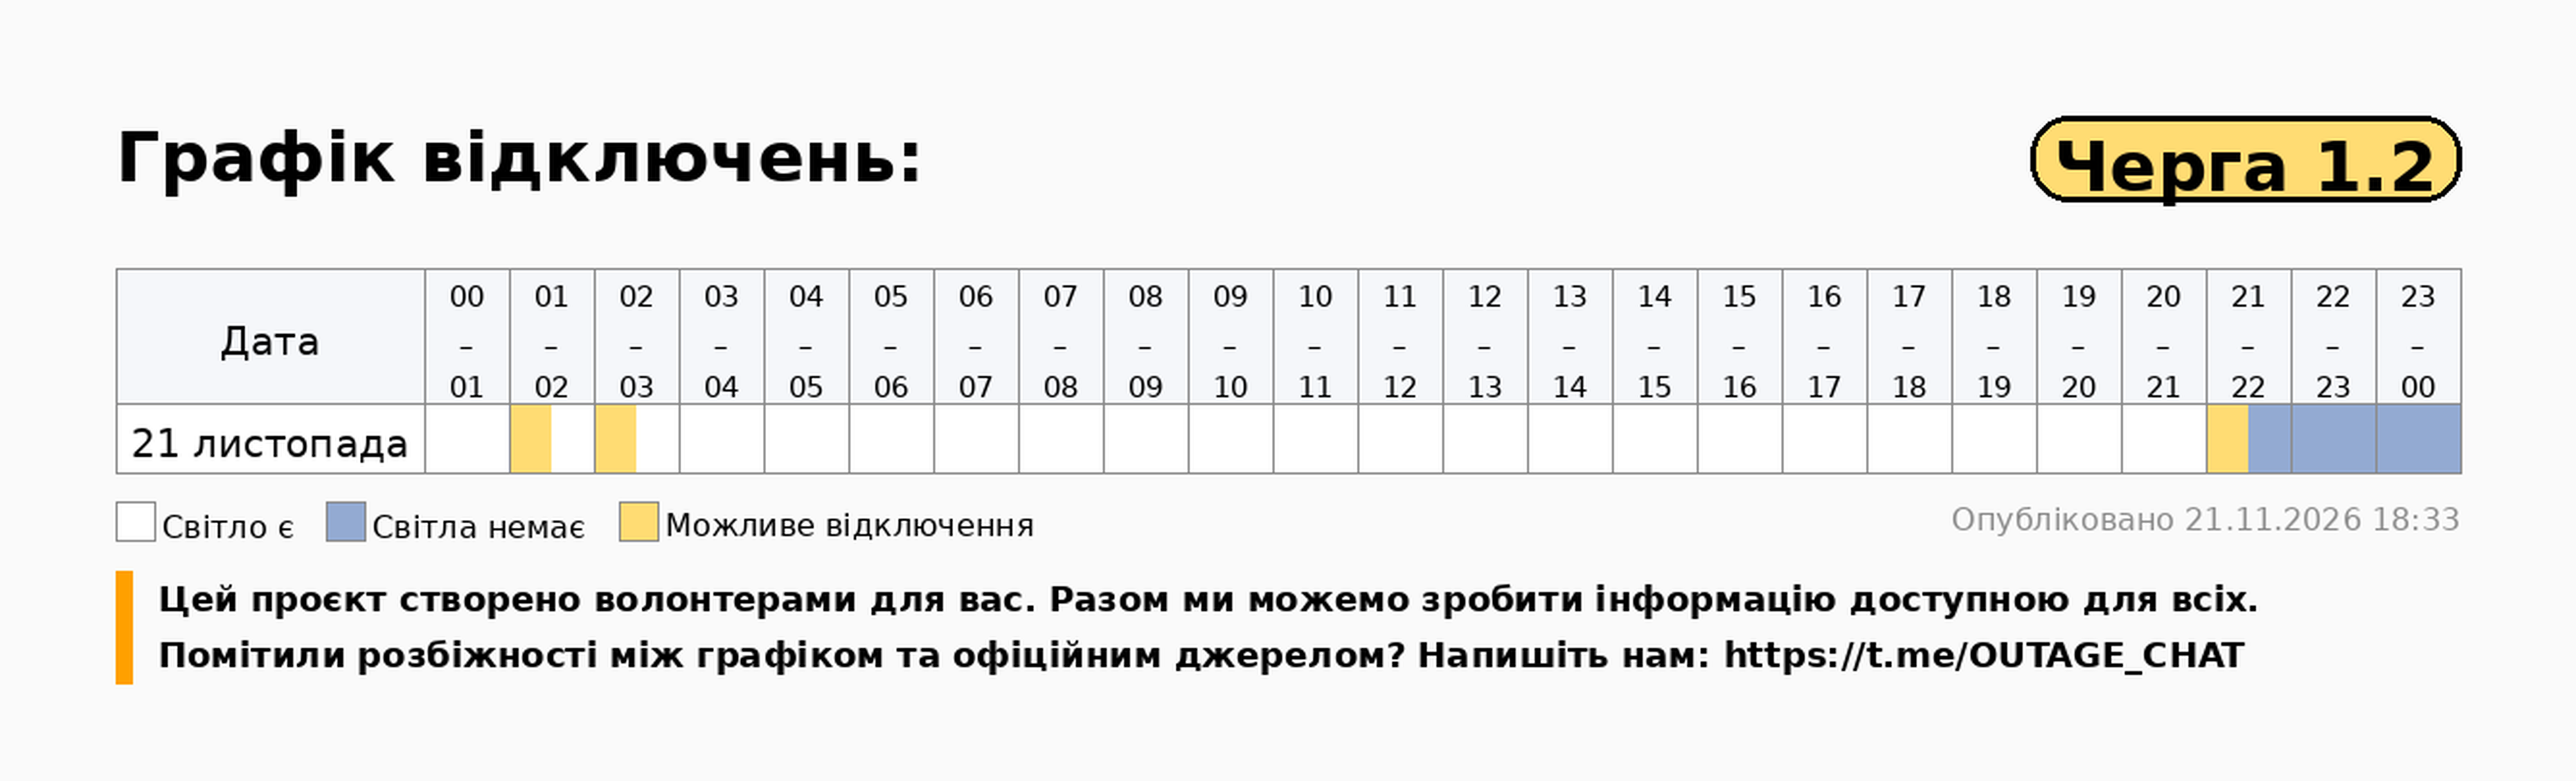 Графік відключень:
Черга 1.2
Дата 00 – 01 01 – 02 02 – 03 03 – 04 04 – 05 05 – 06 06 – 07 07 – 08 08 – 09 09 – 10 10 – 11 11 – 12 12 – 13 13 – 14 14 – 15 15 – 16 16 – 17 17 – 18 18 – 19 19 – 20 20 – 21 21 – 22 22 – 23 23 – 00
21 листопада
Світло є Світла немає Можливе відключення
Опубліковано 21.11.2026 18:33
Цей проєкт створено волонтерами для вас. Разом ми можемо зробити інформацію доступною для всіх.
Помітили розбіжності між графіком та офіційним джерелом? Напишіть нам: https://t.me/OUTAGE_CHAT